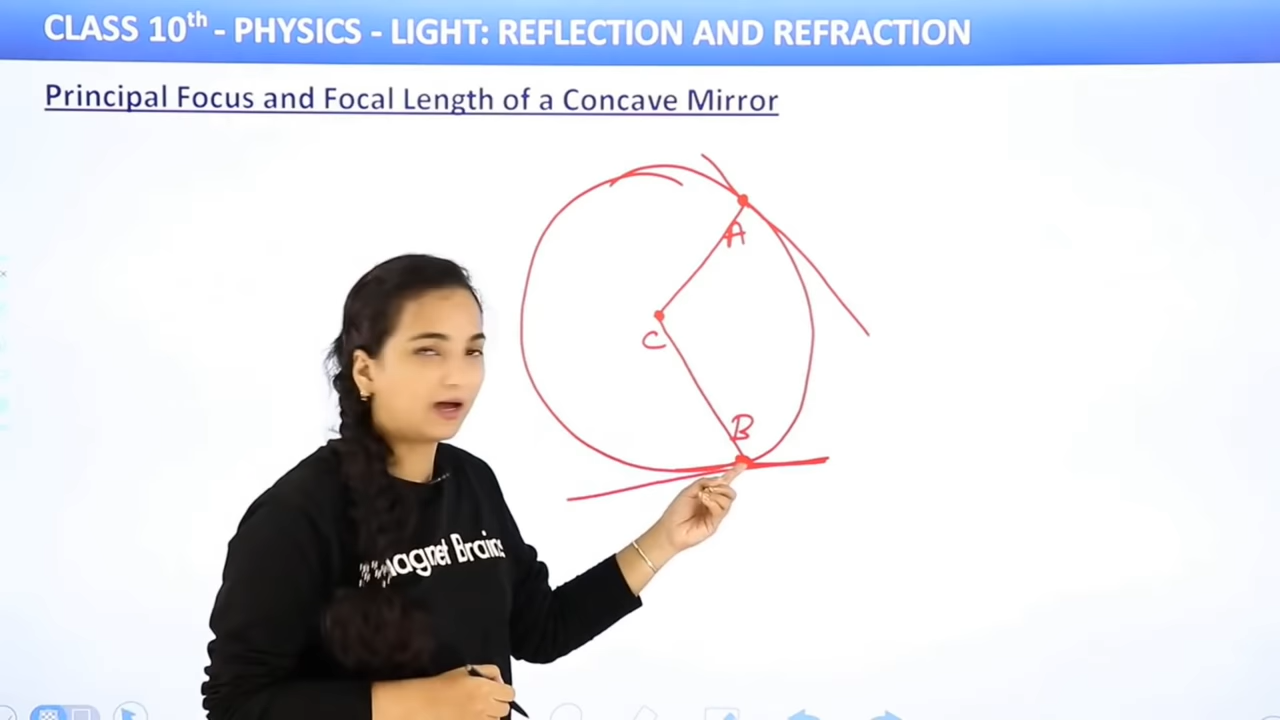 CLASS 10th - PHYSICS - LIGHT: REFLECTION AND REFRACTION
Principal Focus and Focal Length of a Concave Mirror
A
C
B
Magnet Brains